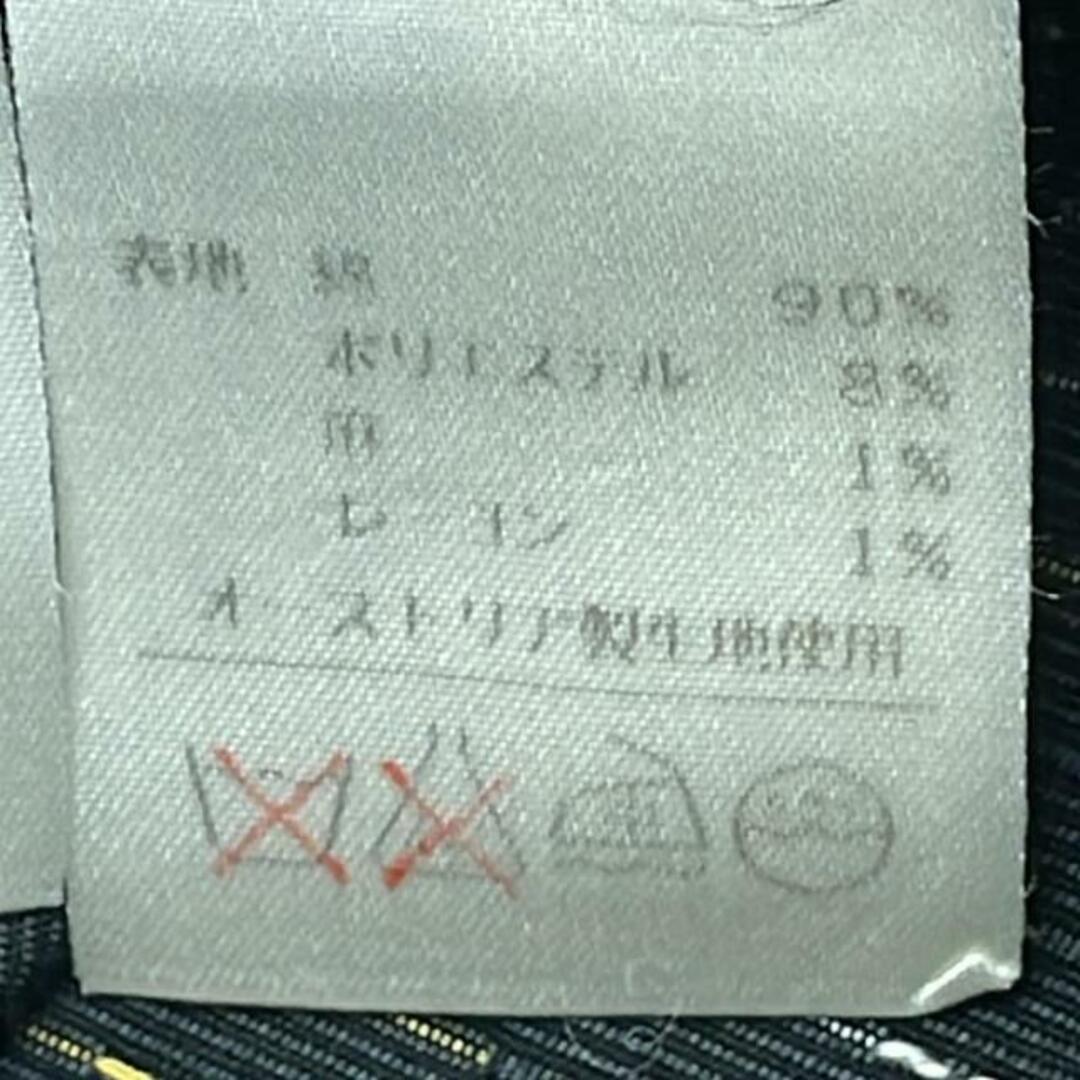 表地 綿 90%
ポリエステル 8%
絹 1%
レーヨン 1%
オーストリア製生地使用